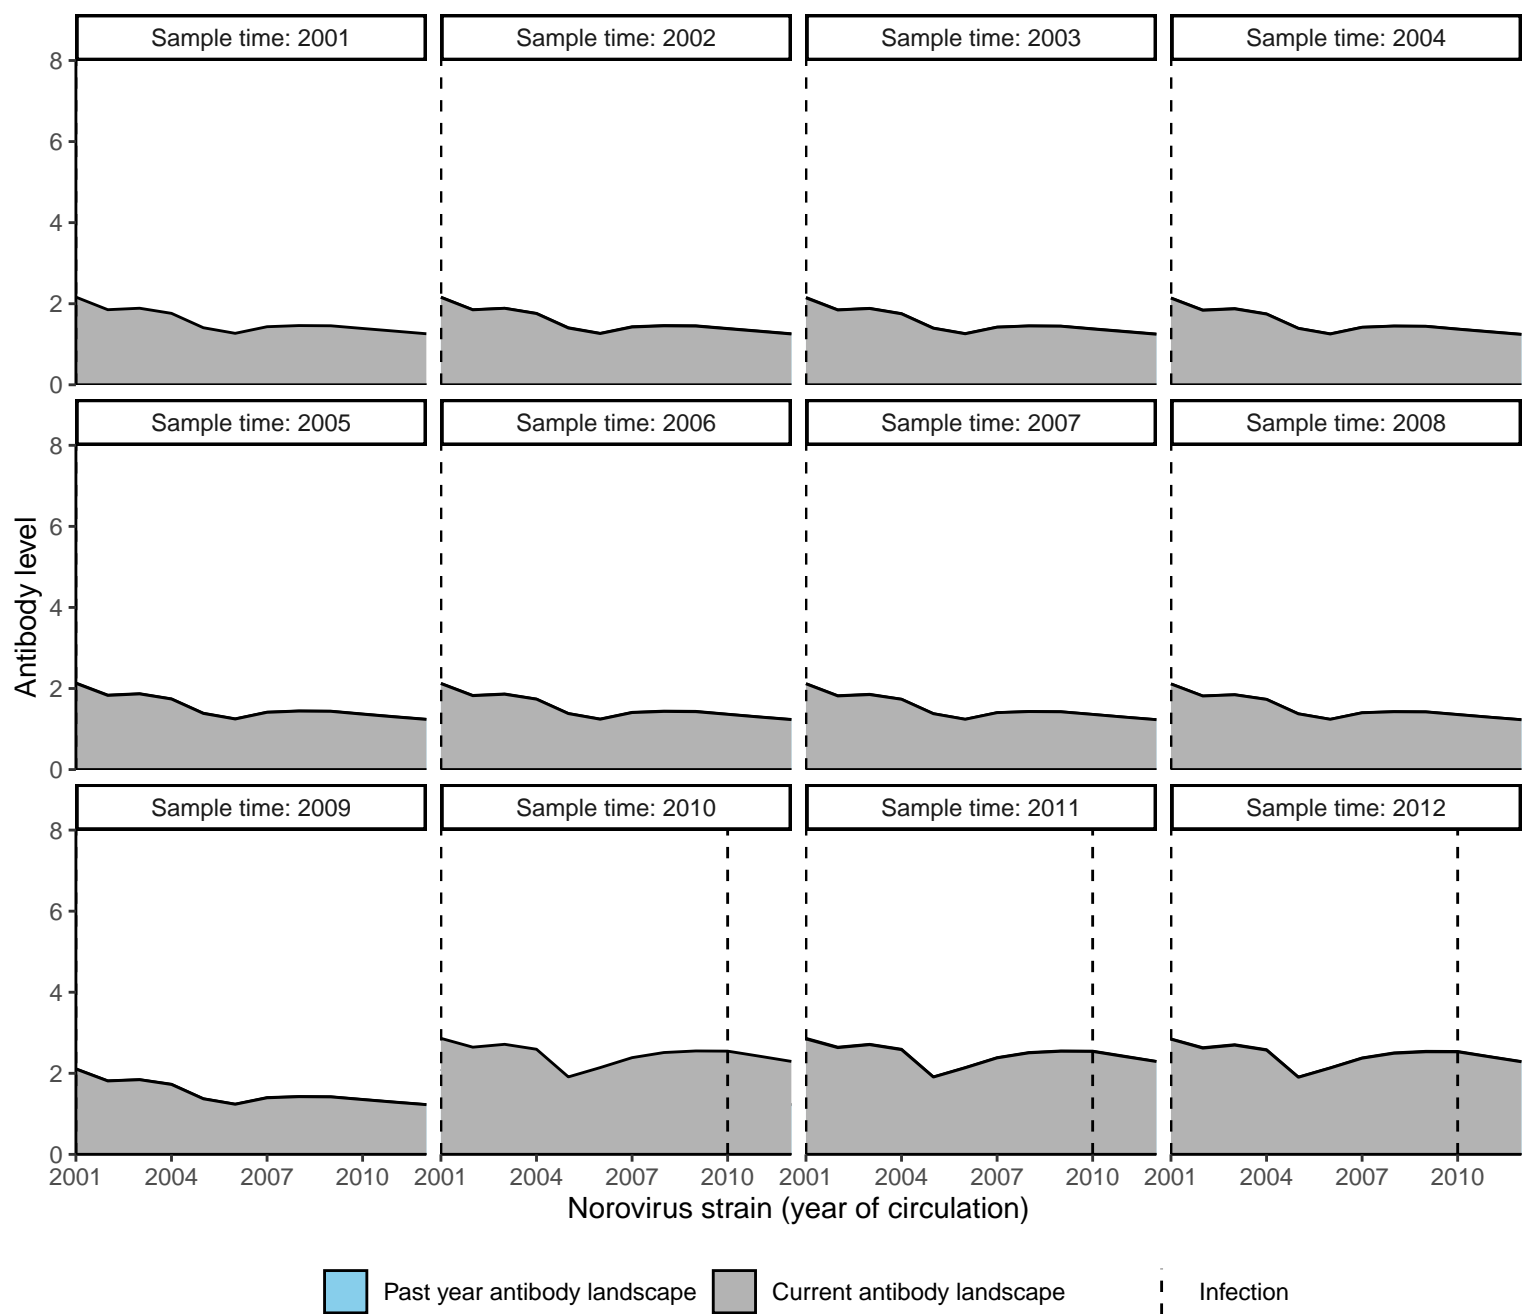 Sample time: 2001 Sample time: 2002 Sample time: 2003 Sample time: 2004
8
6
4
2
0
Sample time: 2005 Sample time: 2006 Sample time: 2007 Sample time: 2008
8
6
4
2
0
Antibody level
Sample time: 2009 Sample time: 2010 Sample time: 2011 Sample time: 2012
8
6
4
2
0
2001 2004 2007 2010 2001 2004 2007 2010 2001 2004 2007 2010 2001 2004 2007 2010
Norovirus strain (year of circulation)
Past year antibody landscape Current antibody landscape Infection